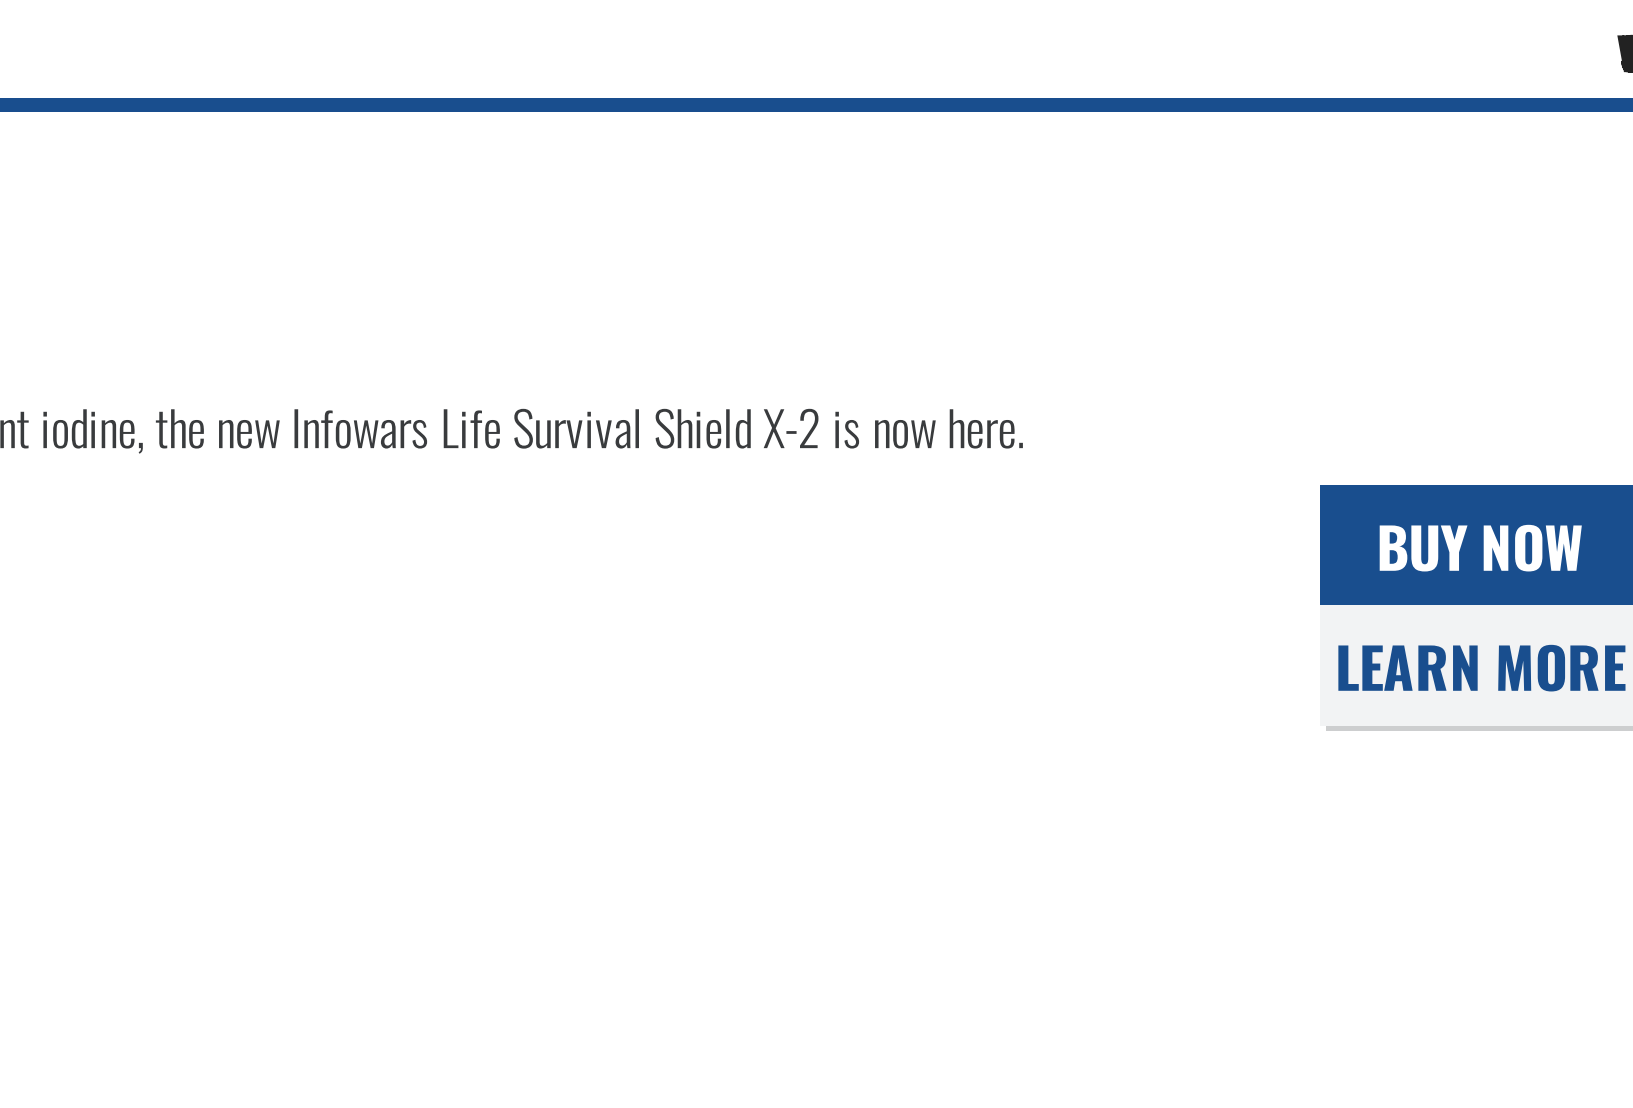 nt iodine, the new Infowars Life Survival Shield X-2 is now here.
BUY NOW
LEARN MORE